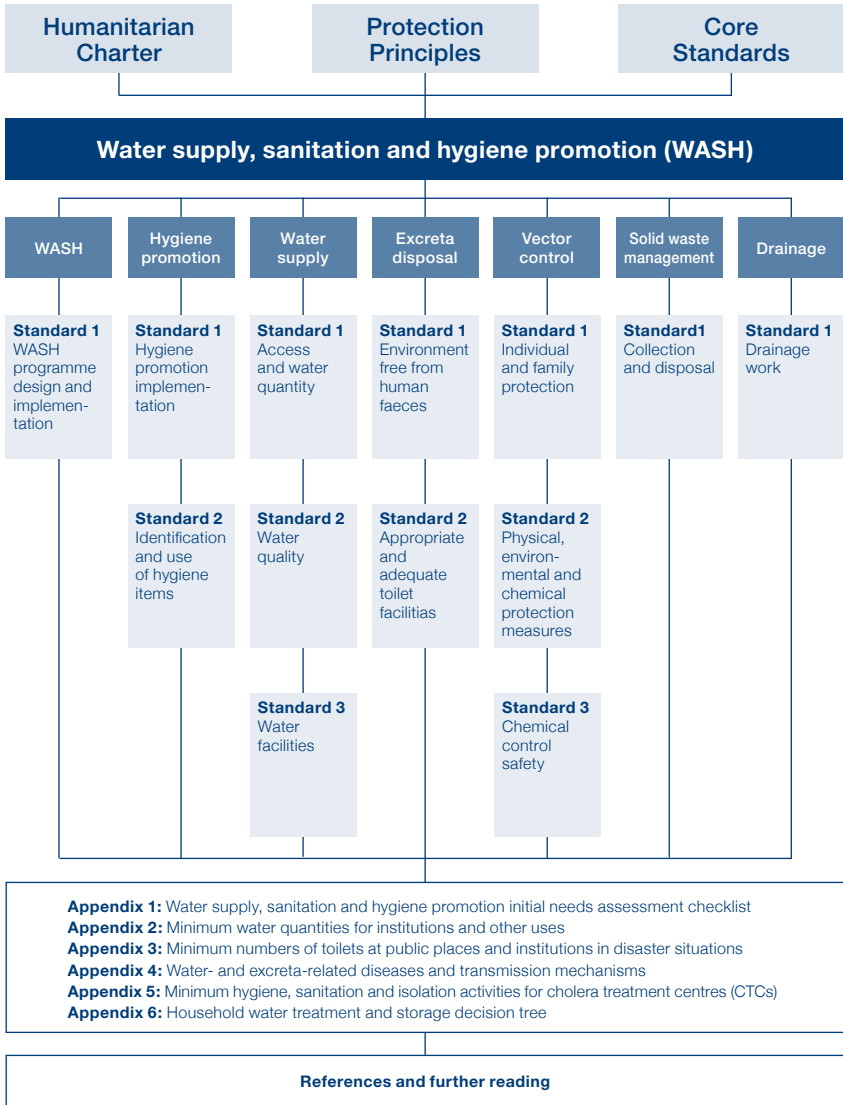 Humanitarian
Charter
Protection
Principles
Core
Standards
Water supply, sanitation and hygiene promotion (WASH)
WASH
Hygiene
promotion
Water
supply
Excreta
disposal
Vector
control
Solid waste
management
Drainage
Standard 1
WASH
programme
design and
implemen-
tation
Standard 1
Hygiene
promotion
implemen-
tation
Standard 1
Access
and water
quantity
Standard 1
Environment
free from
human
faeces
Standard 1
Individual
and family
protection
Standard1
Collection
and disposal
Standard 1
Drainage
work
Standard 2
Identification
and use
of hygiene
items
Standard 2
Water
quality
Standard 2
Appropriate
and
adequate
toilet
facilitias
Standard 2
Physical,
environ-
mental and
chemical
protection
measures
Standard 3
Water
facilities
Standard 3
Chemical
control
safety
Appendix 1: Water supply, sanitation and hygiene promotion initial needs assessment checklist
Appendix 2: Minimum water quantities for institutions and other uses
Appendix 3: Minimum numbers of toilets at public places and institutions in disaster situations
Appendix 4: Water- and excreta-related diseases and transmission mechanisms
Appendix 5: Minimum hygiene, sanitation and isolation activities for cholera treatment centres (CTCs)
Appendix 6: Household water treatment and storage decision tree
References and further reading